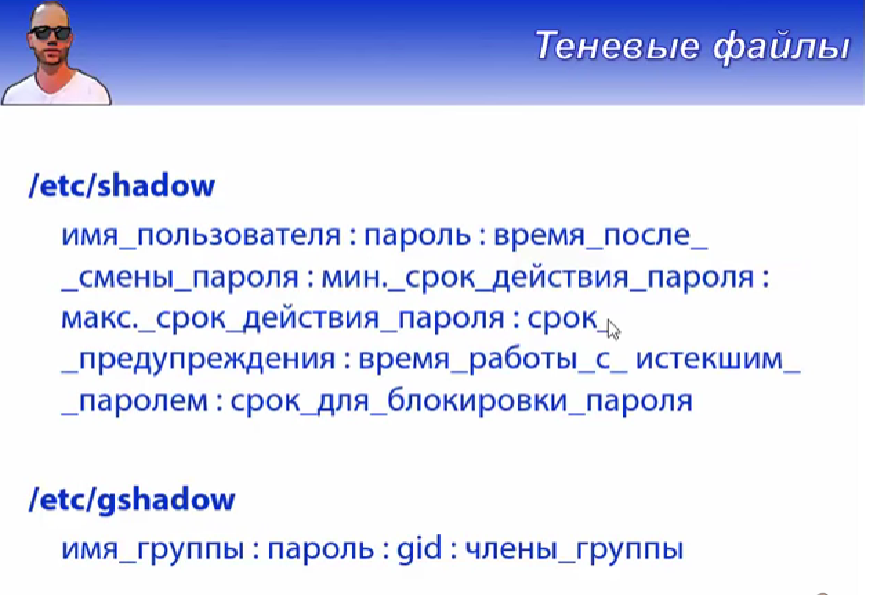 Теневые файлы
/etc/shadow
имя_пользователя : пароль : время_после_
_смены_пароля : мин._срок_действия_пароля :
макс._срок_действия_пароля : срок_
_предупреждения : время_работы_с_ истекшим_
_паролем : срок_для_блокировки_пароля
/etc/gshadow
имя_группы : пароль : gid : члены_группы